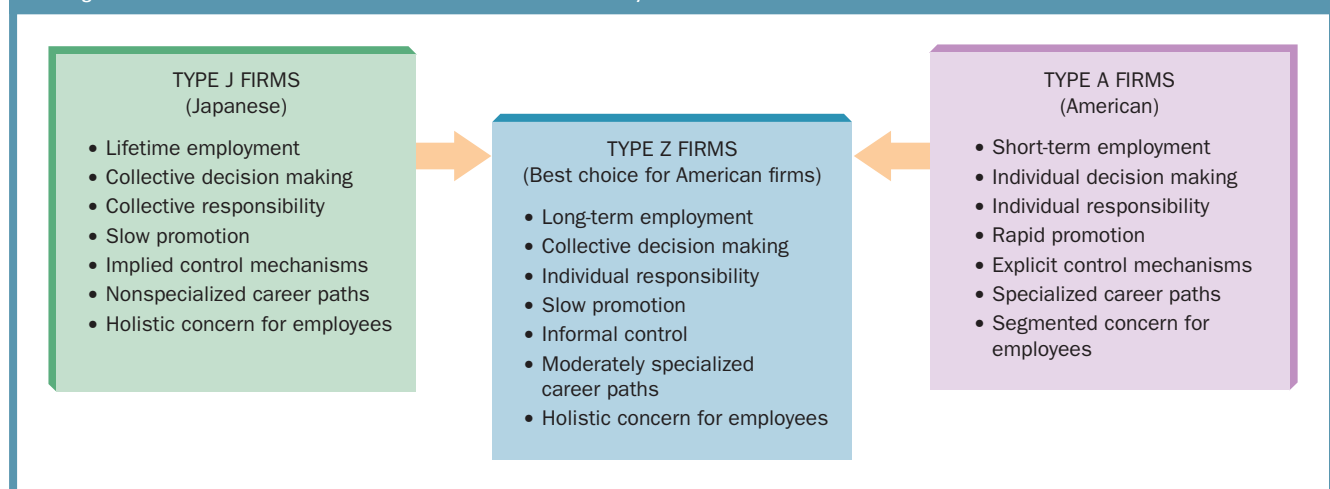 TYPE J FIRMS
(Japanese)
• Lifetime employment
• Collective decision making
• Collective responsibility
• Slow promotion
• Implied control mechanisms
• Nonspecialized career paths
• Holistic concern for employees
TYPE Z FIRMS
(Best choice for American firms)
• Long-term employment
• Collective decision making
• Individual responsibility
• Slow promotion
• Informal control
• Moderately specialized
career paths
• Holistic concern for employees
TYPE A FIRMS
(American)
• Short-term employment
• Individual decision making
• Individual responsibility
• Rapid promotion
• Explicit control mechanisms
• Specialized career paths
• Segmented concern for
employees